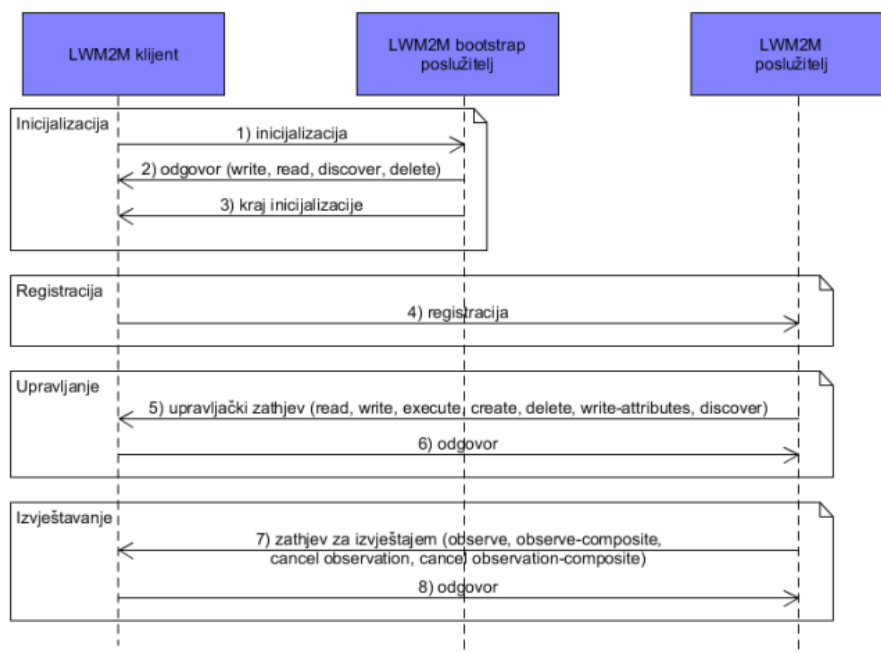 LWM2M klijent
LWM2M bootstrap
poslužitelj
LWM2M
poslužitelj
Inicijalizacija
1) inicijalizacija
2) odgovor (write, read, discover, delete)
3) kraj inicijalizacije
Registracija
4) registracija
Upravljanje
5) upravljački zathjev (read, write, execute, create, delete, write-attributes, discover)
6) odgovor
Izvještavanje
7) zathjev za izvještajem (observe, observe-composite,
cancel observation, cancel observation-composite)
8) odgovor